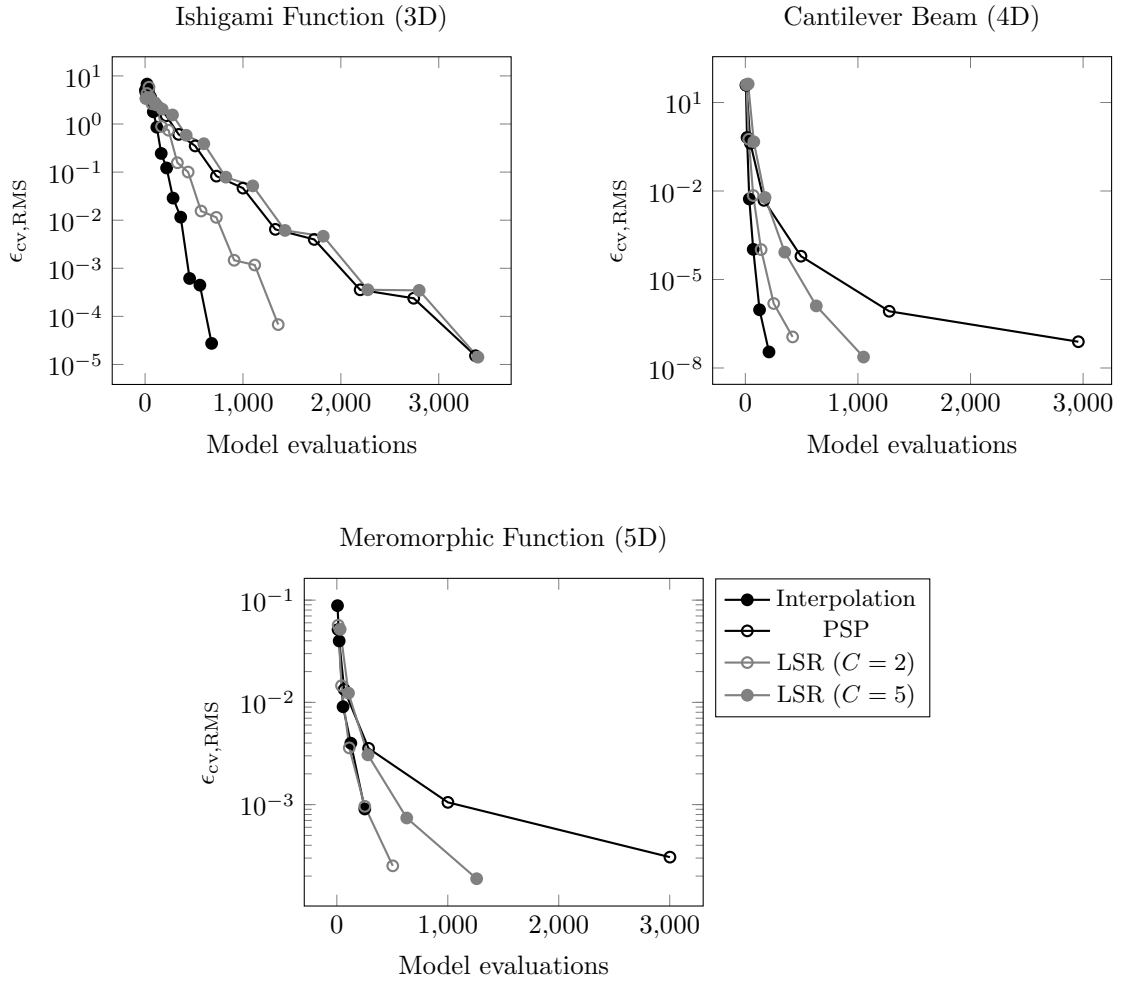 Ishigami Function (3D)
10^1
10^0
10^-1
10^-2
10^-3
10^-4
10^-5
ϵ_cv,RMS
0 1,000 2,000 3,000
Model evaluations
Cantilever Beam (4D)
10^1
10^-2
10^-5
10^-8
ϵ_cv,RMS
0 1,000 2,000 3,000
Model evaluations
Meromorphic Function (5D)
10^-1
10^-2
10^-3
ϵ_cv,RMS
0 1,000 2,000 3,000
Model evaluations
Interpolation
PSP
LSR (C = 2)
LSR (C = 5)